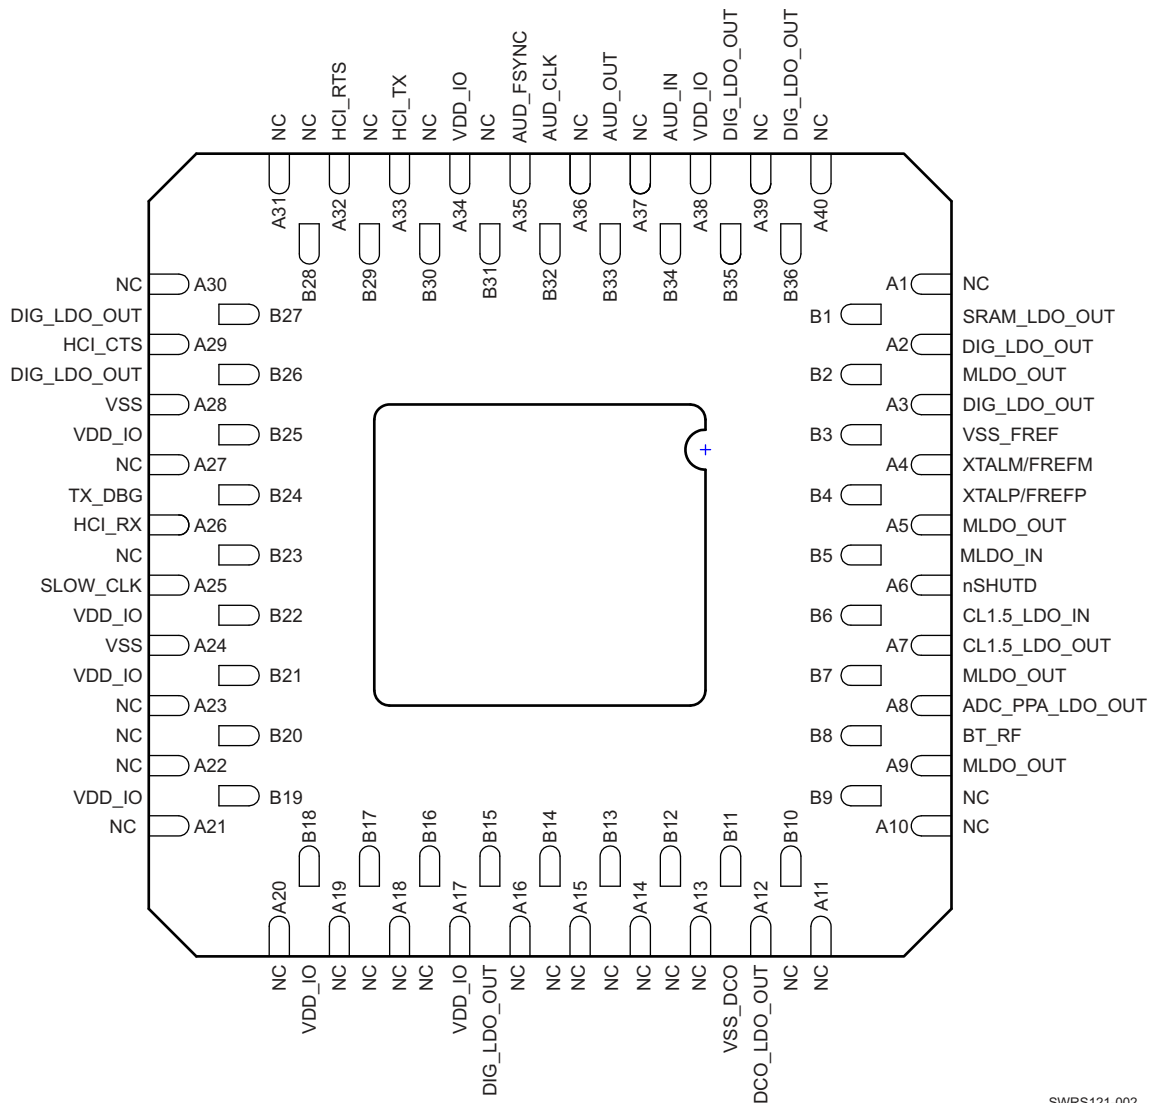 NC
NC
HCI_RTS
NC
HCI_TX
NC
VDD_IO
NC
AUD_FSYNC
AUD_CLK
NC
AUD_OUT
NC
AUD_IN
VDD_IO
DIG_LDO_OUT
NC
DIG_LDO_OUT
NC
A31
A32
A33
A34
A35
A36
A37
A38
A39
A40
B28
B29
B30
B31
B32
B33
B34
B35
B36
NC A30
DIG_LDO_OUT B27
HCI_CTS A29
DIG_LDO_OUT B26
VSS A28
VDD_IO B25
NC A27
TX_DBG B24
HCI_RX A26
NC B23
SLOW_CLK A25
VDD_IO B22
VSS A24
VDD_IO B21
NC A23
NC B20
NC A22
VDD_IO B19
NC A21
A1 NC
B1 SRAM_LDO_OUT
A2 DIG_LDO_OUT
B2 MLDO_OUT
A3 DIG_LDO_OUT
B3 VSS_FREF
A4 XTALM/FREFM
B4 XTALP/FREFP
A5 MLDO_OUT
B5 MLDO_IN
A6 nSHUTD
B6 CL1.5_LDO_IN
A7 CL1.5_LDO_OUT
B7 MLDO_OUT
A8 ADC_PPA_LDO_OUT
B8 BT_RF
A9 MLDO_OUT
B9 NC
A10 NC
B18
B17
B16
B15
B14
B13
B12
B11
B10
A20
A19
A18
A17
A16
A15
A14
A13
A12
A11
NC
VDD_IO
NC
NC
NC
NC
VDD_IO
DIG_LDO_OUT
NC
NC
NC
NC
NC
NC
NC
VSS_DCO
DCO_LDO_OUT
NC
NC
SWRS121-002